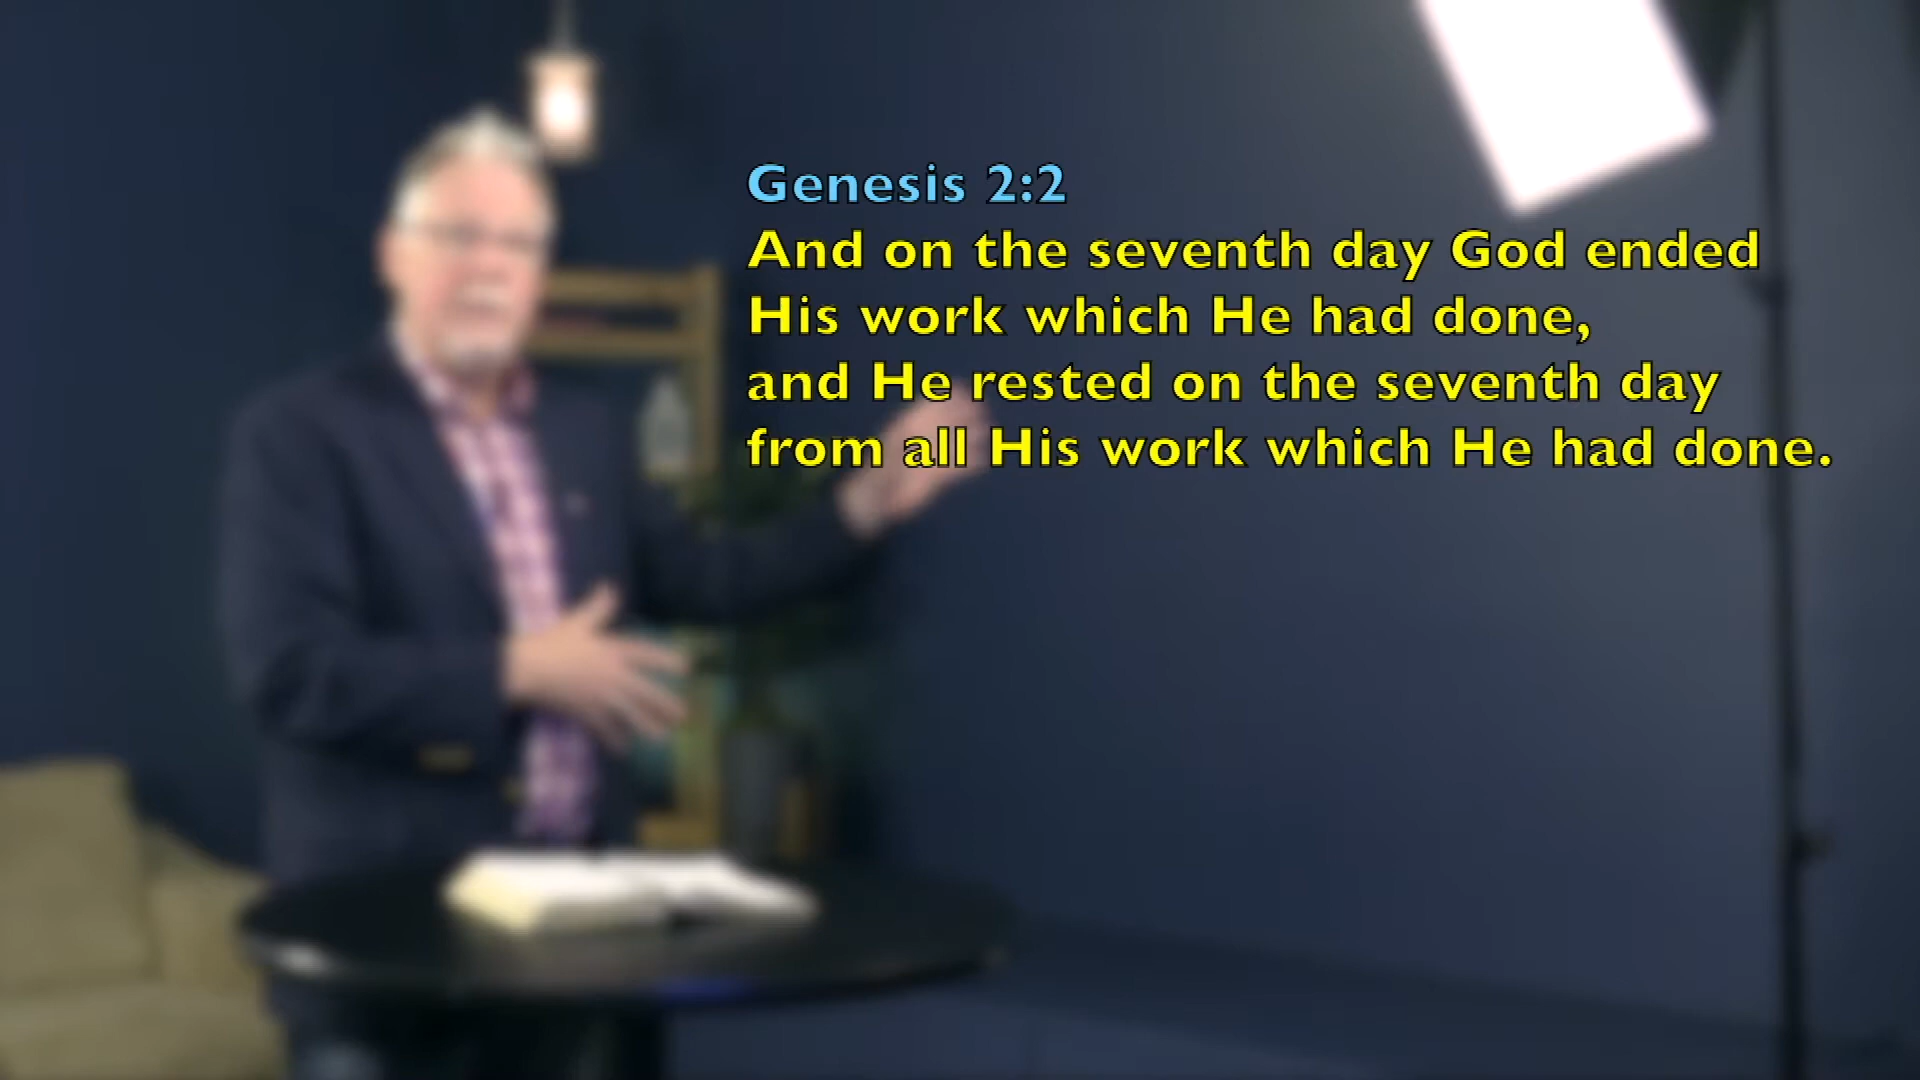 Genesis 2:2
And on the seventh day God ended
His work which He had done,
and He rested on the seventh day
from all His work which He had done.